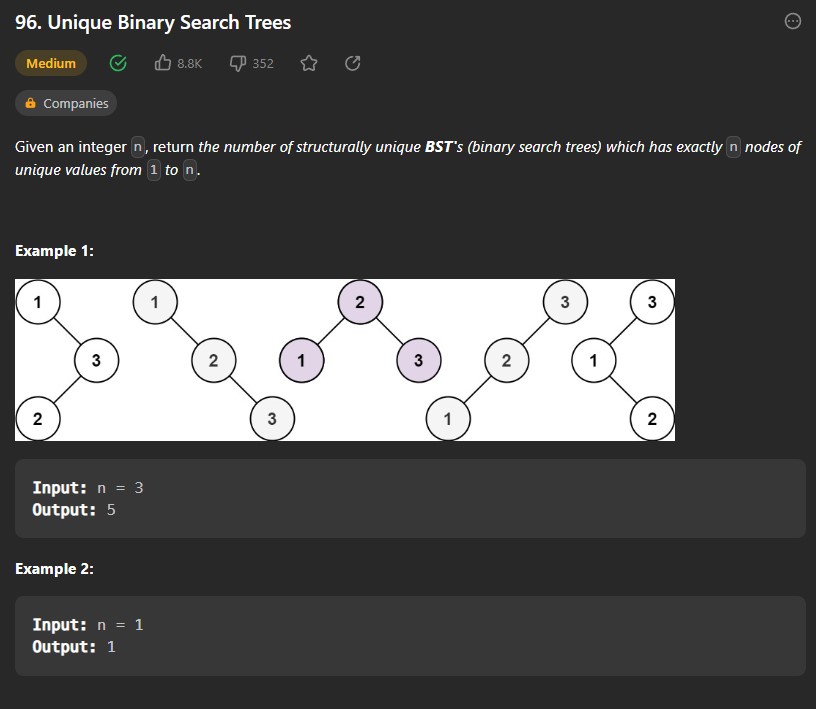 96. Unique Binary Search Trees
Medium 8.8K 352
Companies
Given an integer n, return the number of structurally unique BST's (binary search trees) which has exactly n nodes of
unique values from 1 to n.
Example 1:
1 1 2 3 3
3 2 1 3 2 1
2 3 1 2
Input: n = 3
Output: 5
Example 2:
Input: n = 1
Output: 1